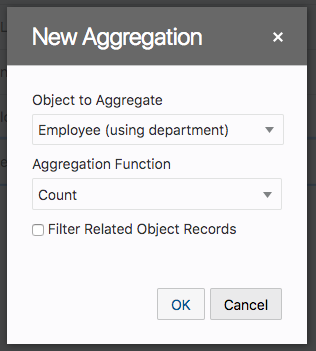 New Aggregation ×
Object to Aggregate
Employee (using department)
Aggregation Function
Count
Filter Related Object Records
OK Cancel